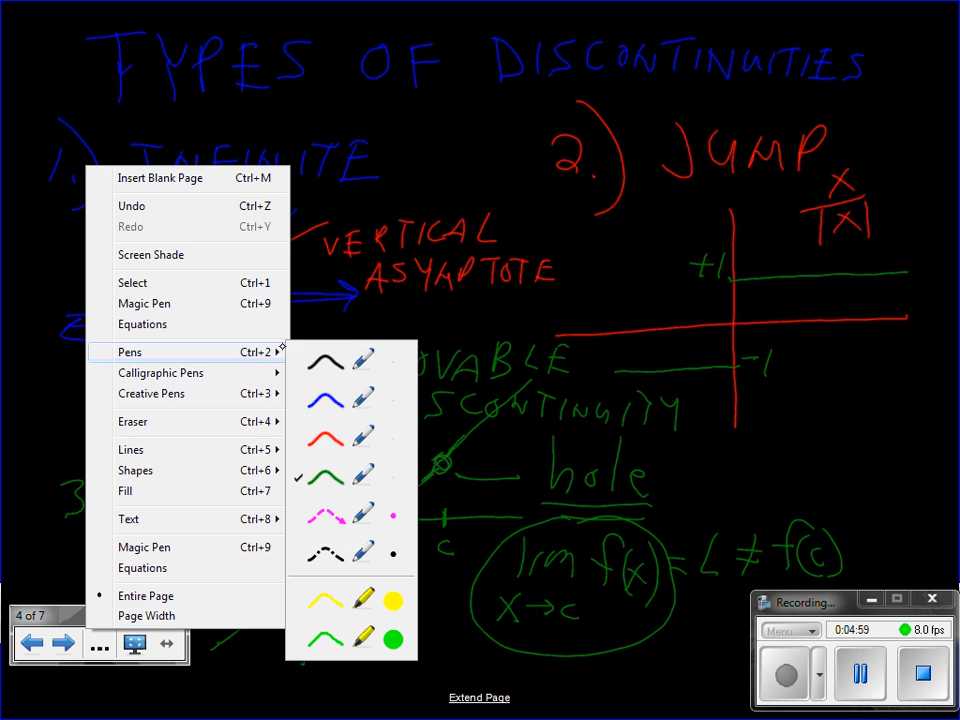 TYPES OF DISCONTINUITIES
1.) INFINITE
VERTICAL
ASYMPTOTE
2.) JUMP
x
|x|
+1
-1
OVABLE
SCONTINUITY
3
hole
c
lim f(x) = L ≠ f(c)
x→c
Insert Blank Page Ctrl+M
Undo Ctrl+Z
Redo Ctrl+Y
Screen Shade
Select Ctrl+1
Magic Pen Ctrl+9
Equations
Pens Ctrl+2
Calligraphic Pens
Creative Pens Ctrl+3
Eraser Ctrl+4
Lines Ctrl+5
Shapes Ctrl+6
Fill Ctrl+7
Text Ctrl+8
Magic Pen Ctrl+9
Equations
Entire Page
Page Width
4 of 7
Recording...
Menu 0:04:59 8.0 fps
Extend Page